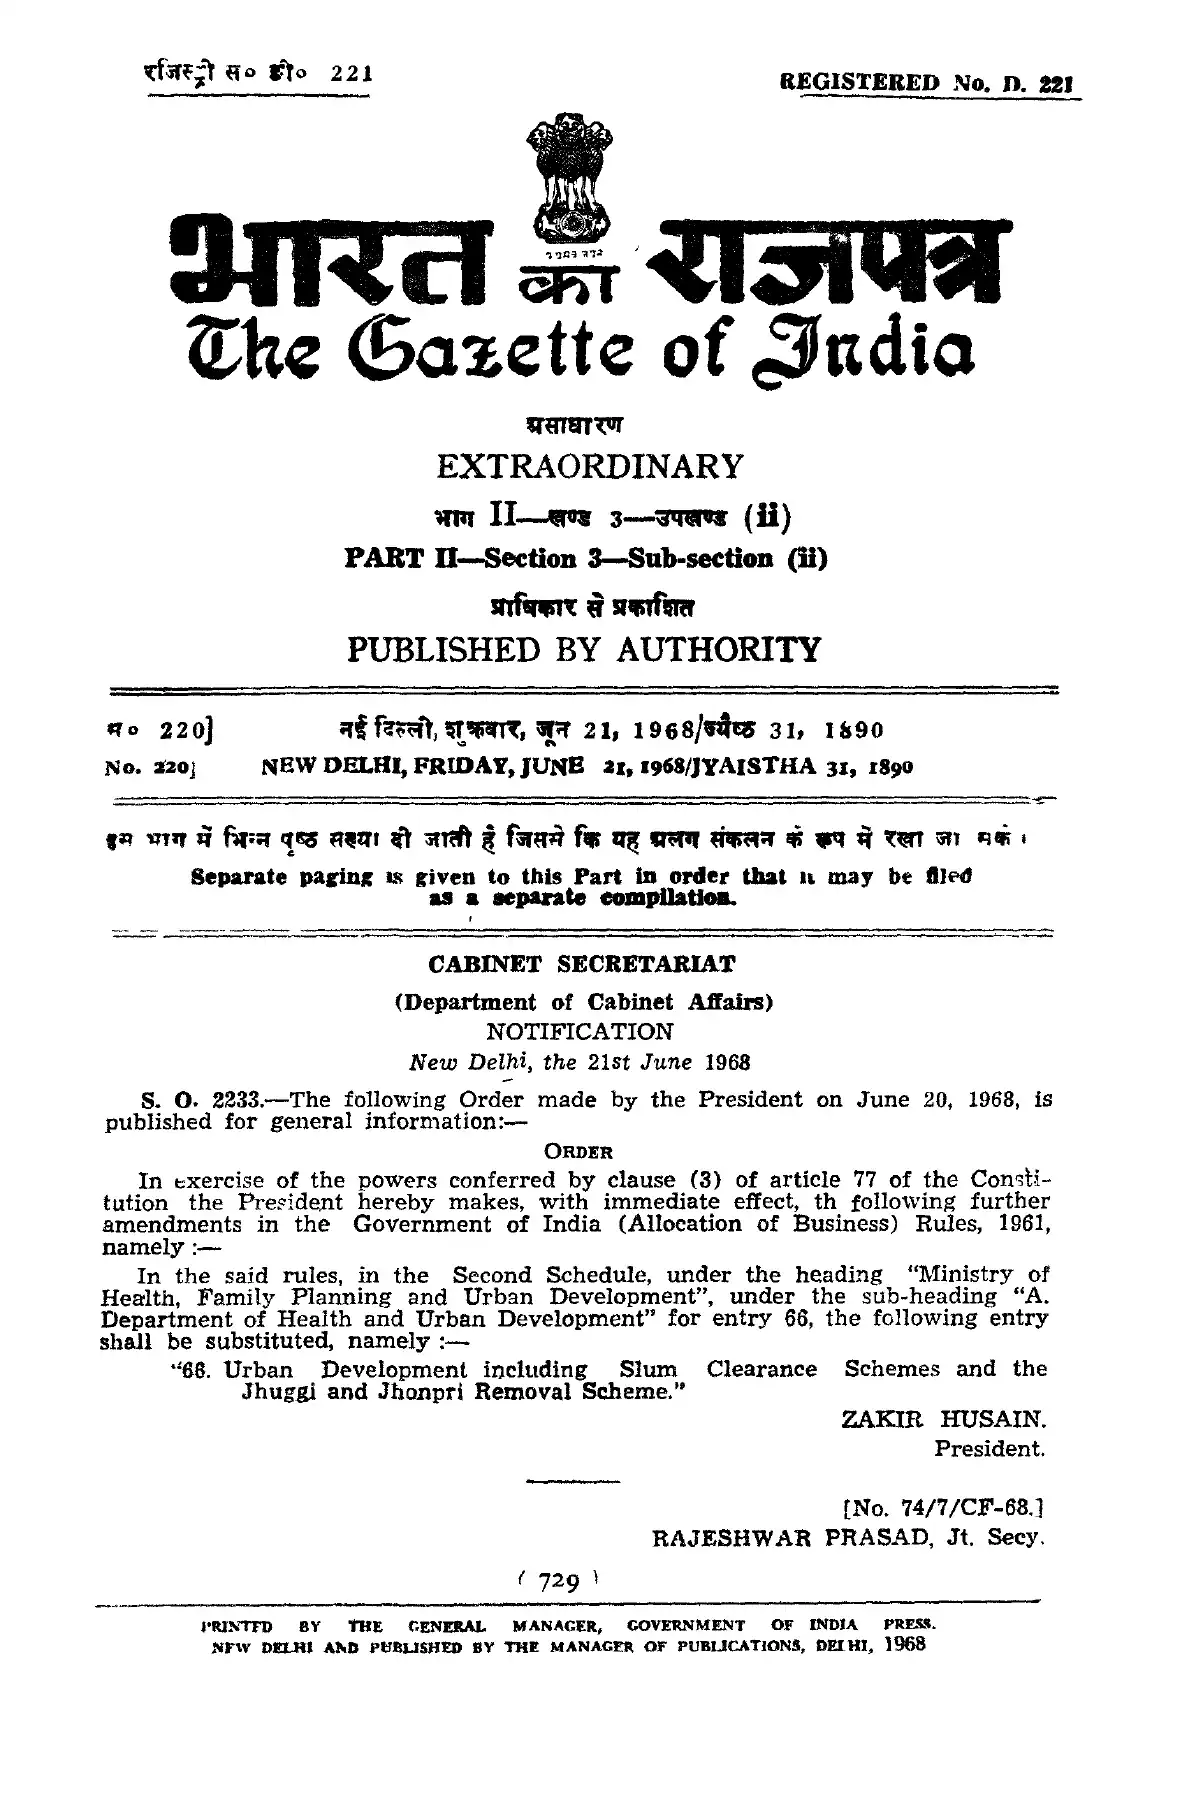 रजिस्ट्री स० डी० 221
REGISTERED No. D. 221
भारत का राजपत्र
The Gazette of India
असाधारण
EXTRAORDINARY
भाग II—खण्ड 3—उपखण्ड (ii)
PART II—Section 3—Sub-section (ii)
प्राधिकार से प्रकाशित
PUBLISHED BY AUTHORITY
स० 220] नई दिल्ली, शुक्रवार, जून 21, 1968/ज्यैष्ठ 31, 1890
No. 220] NEW DELHI, FRIDAY, JUNE 21, 1968/JYAISTHA 31, 1890
इस भाग में भिन्न पृष्ठ संख्या दी जाती है जिससे कि यह अलग संकलन के रूप में रखा जा सके ।
Separate paging is given to this Part in order that it may be filed
as a separate compilation.
CABINET SECRETARIAT
(Department of Cabinet Affairs)
NOTIFICATION
New Delhi, the 21st June 1968
S. O. 2233.—The following Order made by the President on June 20, 1968, is
published for general information:—
ORDER
In exercise of the powers conferred by clause (3) of article 77 of the Consti-
tution the President hereby makes, with immediate effect, th following further
amendments in the Government of India (Allocation of Business) Rules, 1961,
namely :—
In the said rules, in the Second Schedule, under the heading "Ministry of
Health, Family Planning and Urban Development", under the sub-heading "A.
Department of Health and Urban Development" for entry 66, the following entry
shall be substituted, namely :—
"66. Urban Development including Slum Clearance Schemes and the
Jhuggi and Jhonpri Removal Scheme."
ZAKIR HUSAIN.
President.
[No. 74/7/CF-68.]
RAJESHWAR PRASAD, Jt. Secy.
( 729 )
PRINTED BY THE GENERAL MANAGER, GOVERNMENT OF INDIA PRESS.
NEW DELHI AND PUBLISHED BY THE MANAGER OF PUBLICATIONS, DELHI, 1968